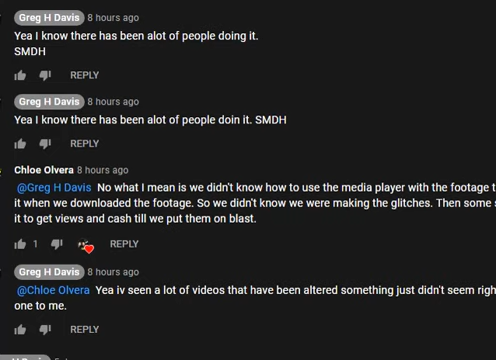 Greg H Davis 8 hours ago
Yea I know there has been alot of people doing it.
SMDH
REPLY
Greg H Davis 8 hours ago
Yea I know there has been alot of people doin it. SMDH
REPLY
Chloe Olvera 8 hours ago
@Greg H Davis No what I mean is we didn't know how to use the media player with the footage
it when we downloaded the footage. So we didn't know we were making the glitches. Then some
it to get views and cash till we put them on blast.
1 REPLY
Greg H Davis 8 hours ago
@Chloe Olvera Yea iv seen a lot of videos that have been altered something just didn't seem
one to me.
REPLY